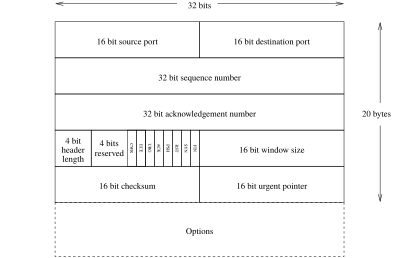 32 bits
16 bit source port
16 bit destination port
32 bit sequence number
32 bit acknowledgement number
20 bytes
4 bit
header
length
4 bits
reserved
CWR
URG
ACK
PSH
RST
SYN
FIN
16 bit window size
16 bit checksum
16 bit urgent pointer
Options